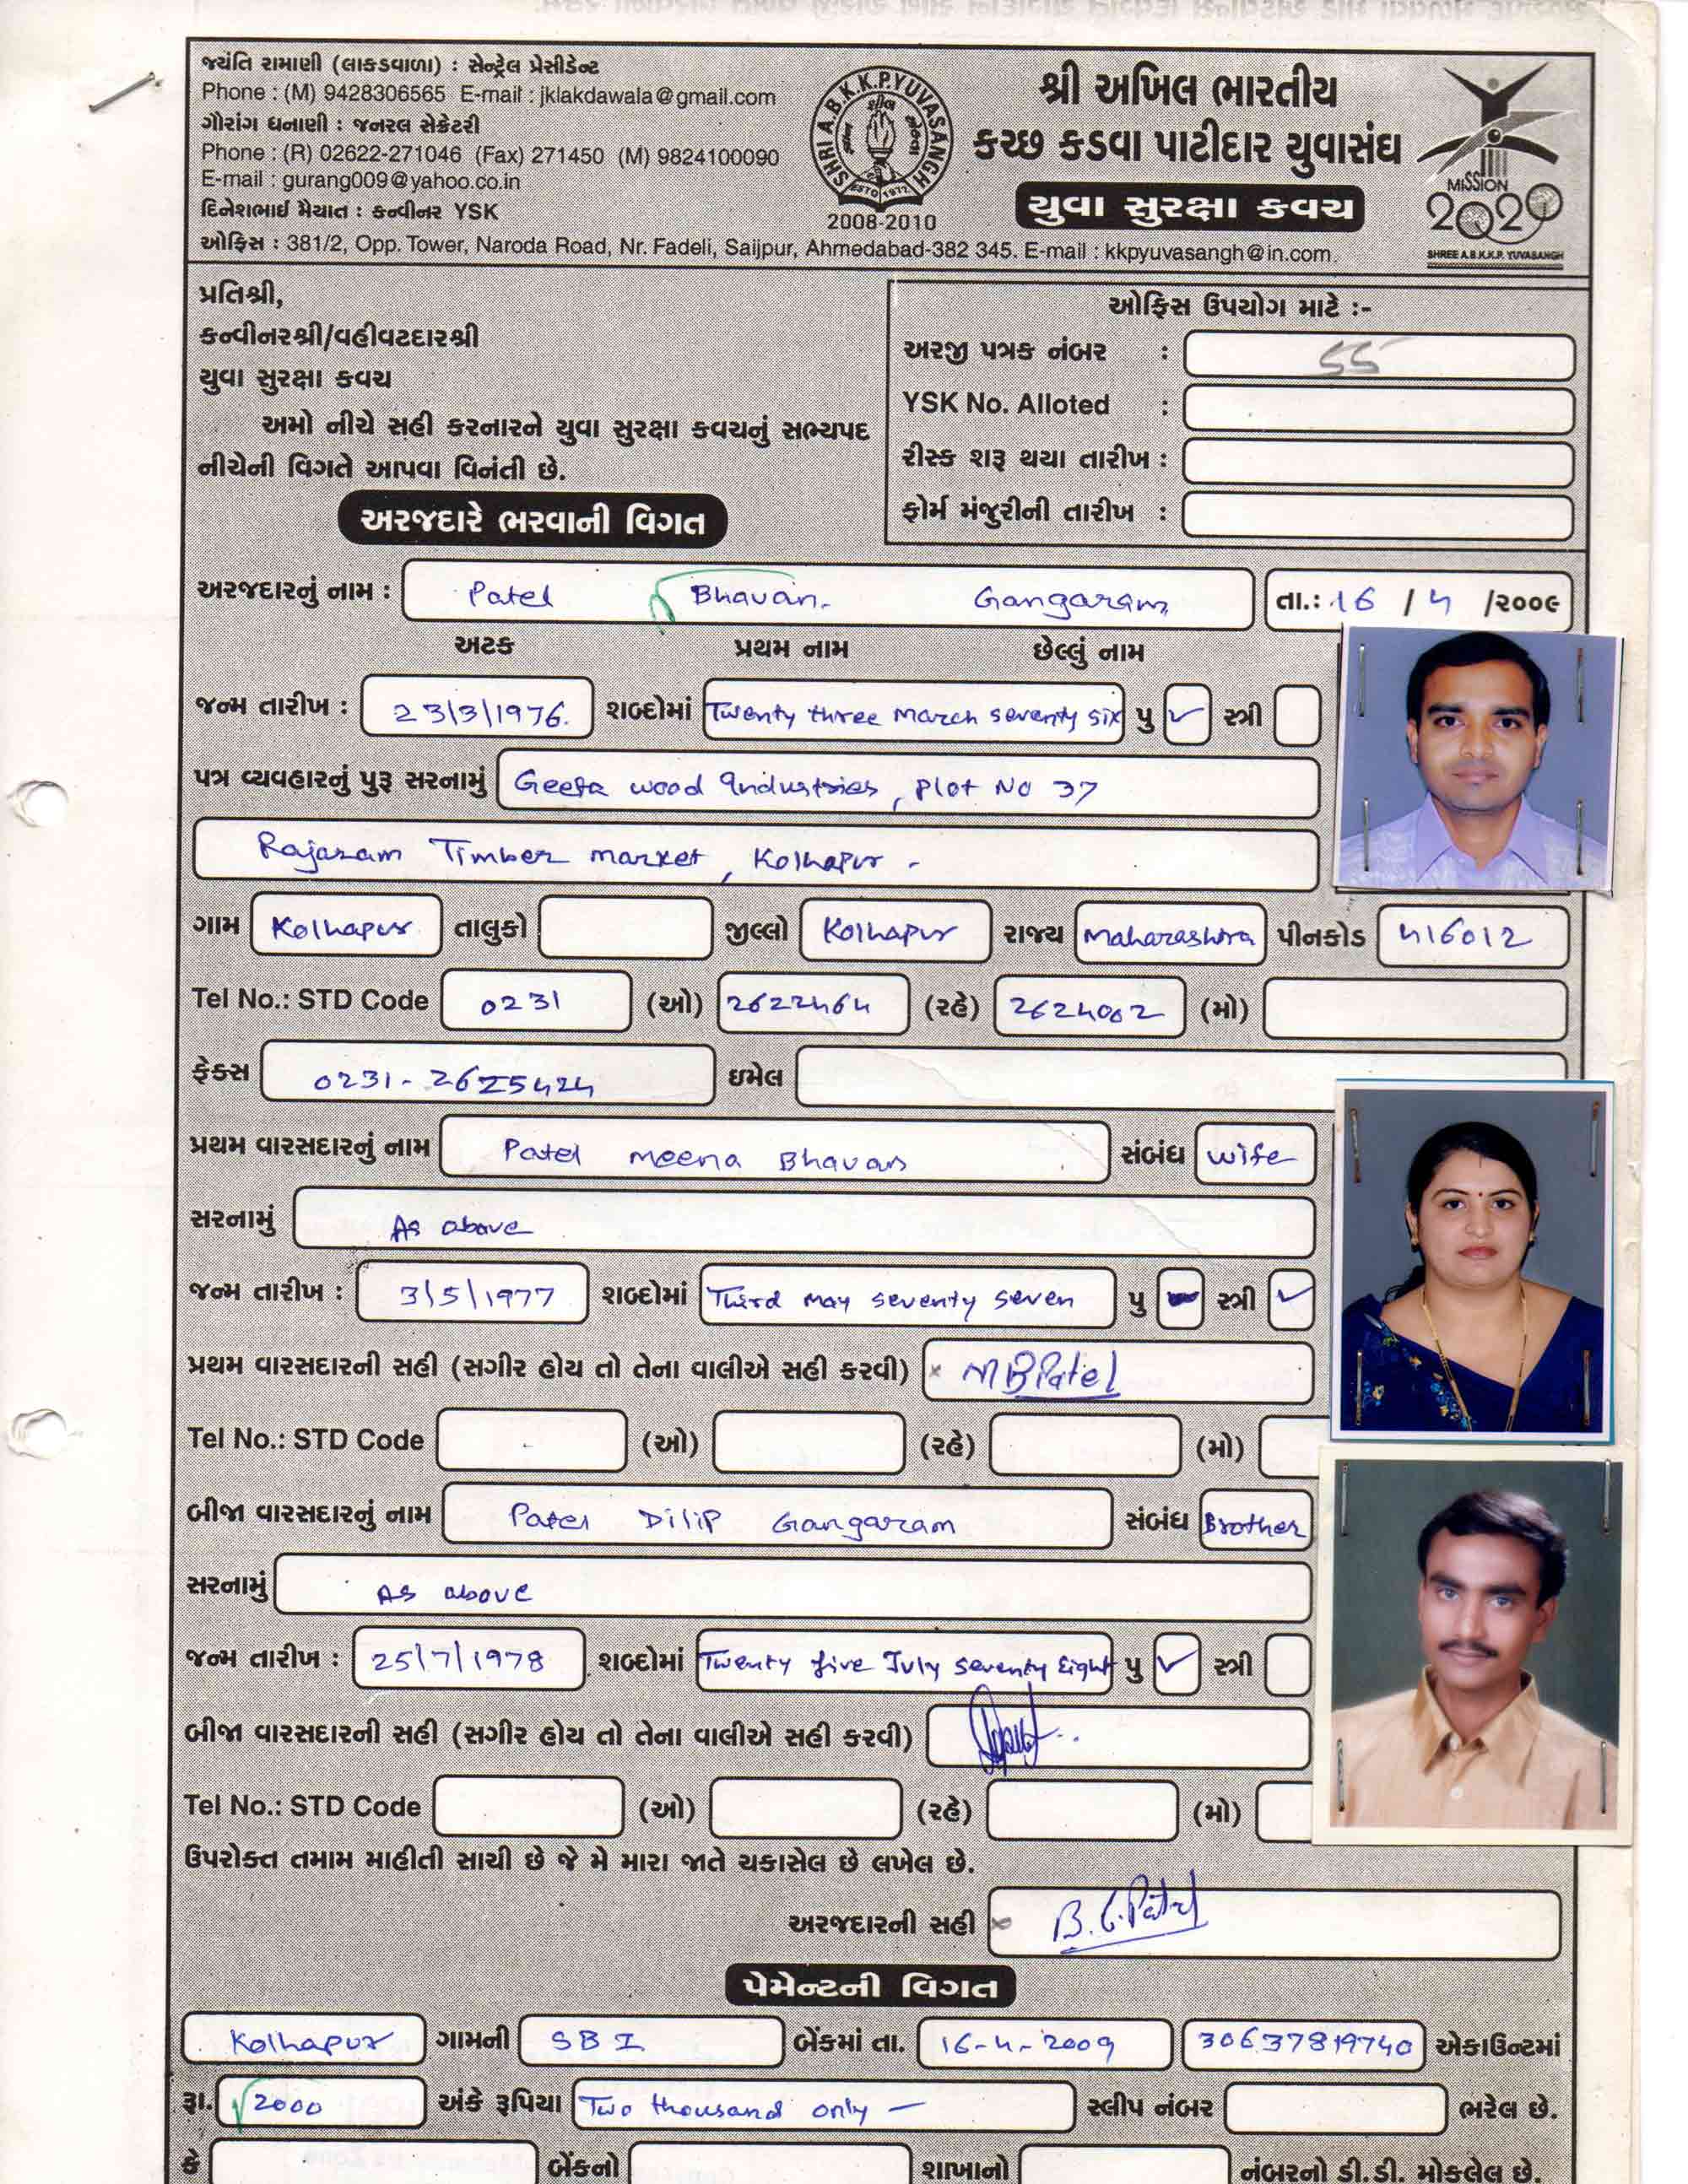 જયંતિ રામાણી (લાકડવાળા) : સેન્ટ્રેલ પ્રેસીડેન્ટ
Phone : (M) 9428306565 E-mail : jklakdawala@gmail.com
ગૌરાંગ ધનાણી : જનરલ સેક્રેટરી
Phone : (R) 02622-271046 (Fax) 271450 (M) 9824100090
E-mail : gurang009@yahoo.co.in
દિનેશભાઈ મૈયાત : કન્વીનર YSK
SHRI A.B.K.K.P.YUVASANGH
ESTD 1972
2008-2010
શ્રી અખિલ ભારતીય
કચ્છ કડવા પાટીદાર યુવાસંઘ
યુવા સુરક્ષા કવચ
MISSION
2020
SHREE A.B.K.K.P. YUVASANGH
ઓફિસ : 381/2, Opp. Tower, Naroda Road, Nr. Fadeli, Saijpur, Ahmedabad-382 345. E-mail : kkpyuvasangh@in.com.
પ્રતિશ્રી,
કન્વીનરશ્રી/વહીવટદારશ્રી
યુવા સુરક્ષા કવચ
અમો નીચે સહી કરનારને યુવા સુરક્ષા કવચનું સભ્યપદ
નીચેની વિગતે આપવા વિનંતી છે.
ઓફિસ ઉપયોગ માટે :-
અરજી પત્રક નંબર : 55
YSK No. Alloted :
રીસ્ક શરૂ થયા તારીખ :
ફોર્મ મંજુરીની તારીખ :
અરજદારે ભરવાની વિગત
અરજદારનું નામ : Patel Bhavan Gangaram તા.: 16 / 4 /૨૦૦૯
અટક પ્રથમ નામ છેલ્લું નામ
જન્મ તારીખ : 23/3/1976. શબ્દોમાં Twenty three march seventy six પુ ✓ સ્ત્રી
પત્ર વ્યવહારનું પુરૂ સરનામું Geeta wood Industries, Plot No 37
Rajaram Timber market, Kolhapur -
ગામ Kolhapur તાલુકો જીલ્લો Kolhapur રાજ્ય Maharashtra પીનકોડ 416012
Tel No.: STD Code 0231 (ઓ) 2622464 (રહે) 2624002 (મો)
ફેક્સ 0231-2625424 ઇમેલ
પ્રથમ વારસદારનું નામ Patel meena Bhavan સંબંધ wife
સરનામું As above
જન્મ તારીખ : 3/5/1977 શબ્દોમાં Third may seventy seven પુ સ્ત્રી ✓
પ્રથમ વારસદારની સહી (સગીર હોય તો તેના વાલીએ સહી કરવી) × MBPatel
Tel No.: STD Code - (ઓ) (રહે) (મો)
બીજા વારસદારનું નામ Patel Dilip Gangaram સંબંધ Brother
સરનામું As above
જન્મ તારીખ : 25/7/1978 શબ્દોમાં Twenty five July seventy Eight પુ ✓ સ્ત્રી
બીજા વારસદારની સહી (સગીર હોય તો તેના વાલીએ સહી કરવી)
Tel No.: STD Code (ઓ) (રહે) (મો)
ઉપરોક્ત તમામ માહીતી સાચી છે જે મે મારા જાતે ચકાસેલ છે લખેલ છે.
અરજદારની સહી × B.G.Patel
પેમેન્ટની વિગત
Kolhapur ગામની SBI બેંકમાં તા. 16-4-2009 30637819740 એકાઉન્ટમાં
રૂા. 2000 અંકે રૂપિયા Two thousand only — સ્લીપ નંબર ભરેલ છે.
કે બેંકનો શાખાનો નંબરનો ડી.ડી. મોકલેલ છે.